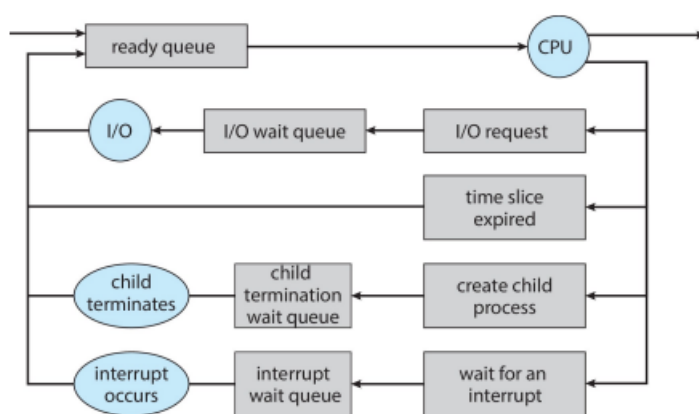 ready queue
CPU
I/O
I/O wait queue
I/O request
time slice
expired
child
terminates
child
termination
wait queue
create child
process
interrupt
occurs
interrupt
wait queue
wait for an
interrupt